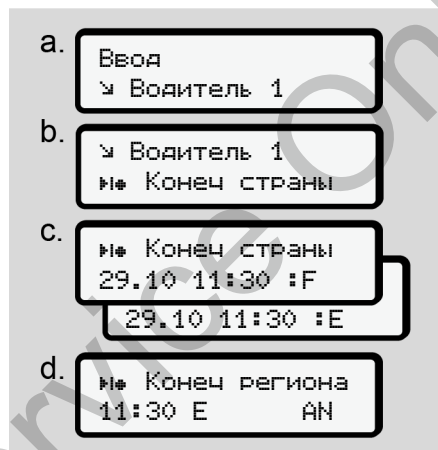 a.
Ввод
↘ Водитель 1
b.
↘ Водитель 1
Конец страны
c.
Конец страны
29.10 11:30 :F
29.10 11:30 :E
d.
Конец региона
11:30 E AN